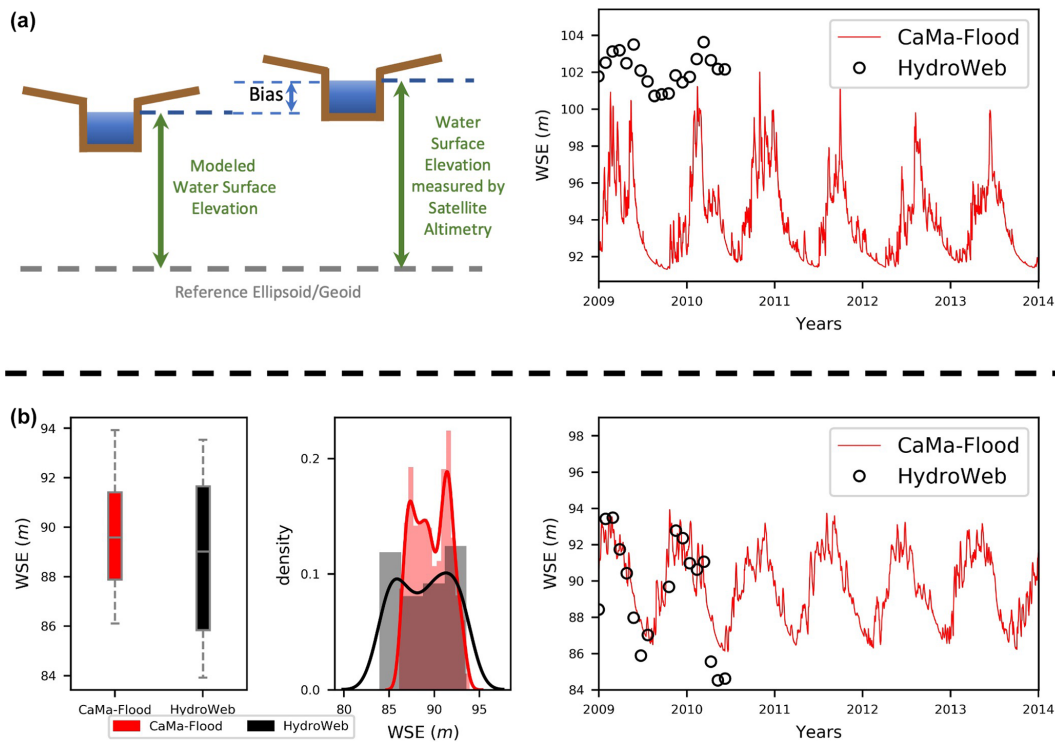 (a)
Bias
Modeled
Water Surface
Elevation
Water
Surface
Elevation
measured by
Satellite
Altimetry
Reference Ellipsoid/Geoid
CaMa-Flood
HydroWeb
WSE (m)
104
102
100
98
96
94
92
2009
2010
2011
2012
2013
2014
Years
(b)
WSE (m)
94
92
90
88
86
84
CaMa-Flood
HydroWeb
CaMa-Flood
HydroWeb
density
0.2
0.1
0.0
80
85
90
95
WSE (m)
CaMa-Flood
HydroWeb
WSE (m)
98
96
94
92
90
88
86
84
2009
2010
2011
2012
2013
2014
Years